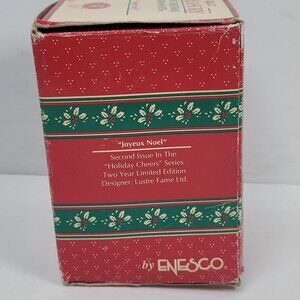 "Joyeux Noel"
Second Issue In The
"Holiday Cheers" Series
Two Year Limited Edition
Designer: Lustre Fame Ltd.
by ENESCO®